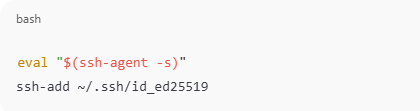 bash
eval "$(ssh-agent -s)"
ssh-add ~/.ssh/id_ed25519